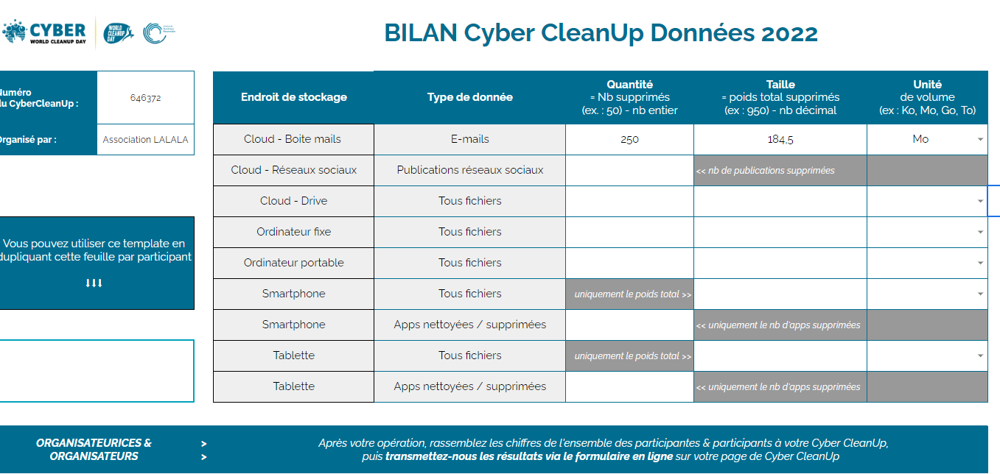 CYBER
WORLD CLEANUP DAY
WORLD
CLEANUP
DAY
BILAN Cyber CleanUp Données 2022
Numéro
du CyberCleanUp :
646372
Organisé par :
Association LALALA
Vous pouvez utiliser ce template en
dupliquant cette feuille par participant
⬇⬇⬇
Endroit de stockage
Type de donnée
Quantité
= Nb supprimés
(ex. : 50) - nb entier
Taille
= poids total supprimés
(ex : 950) - nb décimal
Unité
de volume
(ex : Ko, Mo, Go, To)
Cloud - Boite mails E-mails 250 184,5 Mo
Cloud - Réseaux sociaux Publications réseaux sociaux << nb de publications supprimées
Cloud - Drive Tous fichiers
Ordinateur fixe Tous fichiers
Ordinateur portable Tous fichiers
Smartphone Tous fichiers uniquement le poids total >>
Smartphone Apps nettoyées / supprimées << uniquement le nb d'apps supprimées
Tablette Tous fichiers uniquement le poids total >>
Tablette Apps nettoyées / supprimées << uniquement le nb d'apps supprimées
ORGANISATEURICES & >
ORGANISATEURS >
Après votre opération, rassemblez les chiffres de l'ensemble des participantes & participants à votre Cyber CleanUp,
puis transmettez-nous les résultats via le formulaire en ligne sur votre page de Cyber CleanUp